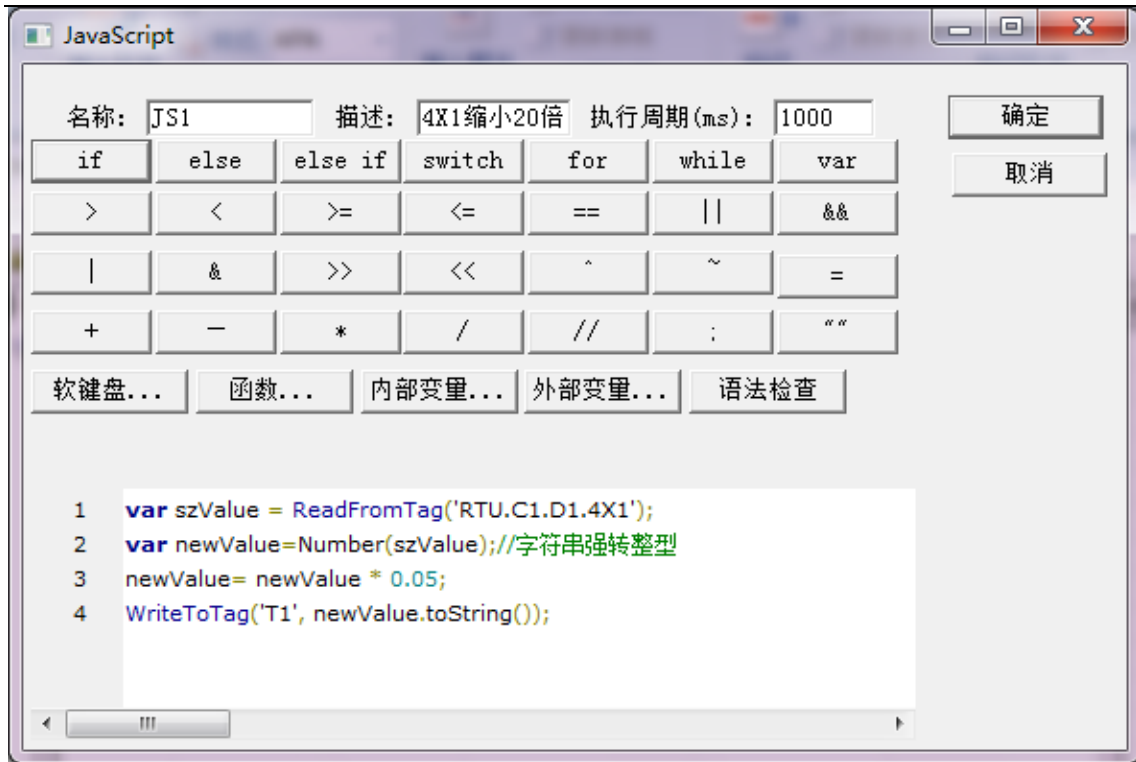 JavaScript
名称: JS1 描述: 4X1缩小20倍 执行周期(ms): 1000 确定
if else else if switch for while var 取消
> < >= <= == || &&
| & >> << ^ ~ =
+ — * / // ; ""
软键盘... 函数... 内部变量... 外部变量... 语法检查
1 var szValue = ReadFromTag('RTU.C1.D1.4X1');
2 var newValue=Number(szValue);//字符串强转整型
3 newValue= newValue * 0.05;
4 WriteToTag('T1', newValue.toString());